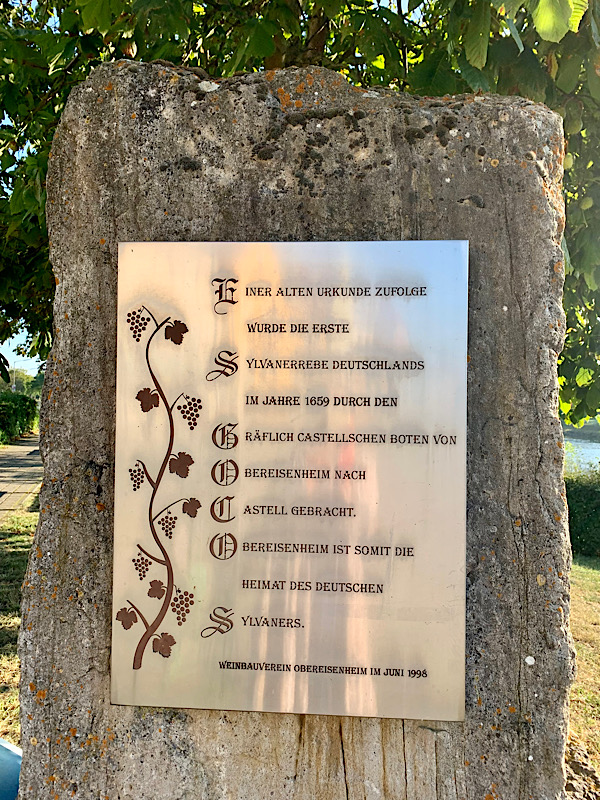 EINER ALTEN URKUNDE ZUFOLGE
WURDE DIE ERSTE
SYLVANERREBE DEUTSCHLANDS
IM JAHRE 1659 DURCH DEN
GRÄFLICH CASTELLSCHEN BOTEN VON
OBEREISENHEIM NACH
CASTELL GEBRACHT.
OBEREISENHEIM IST SOMIT DIE
HEIMAT DES DEUTSCHEN
SYLVANERS.
WEINBAUVEREIN OBEREISENHEIM IM JUNI 1998